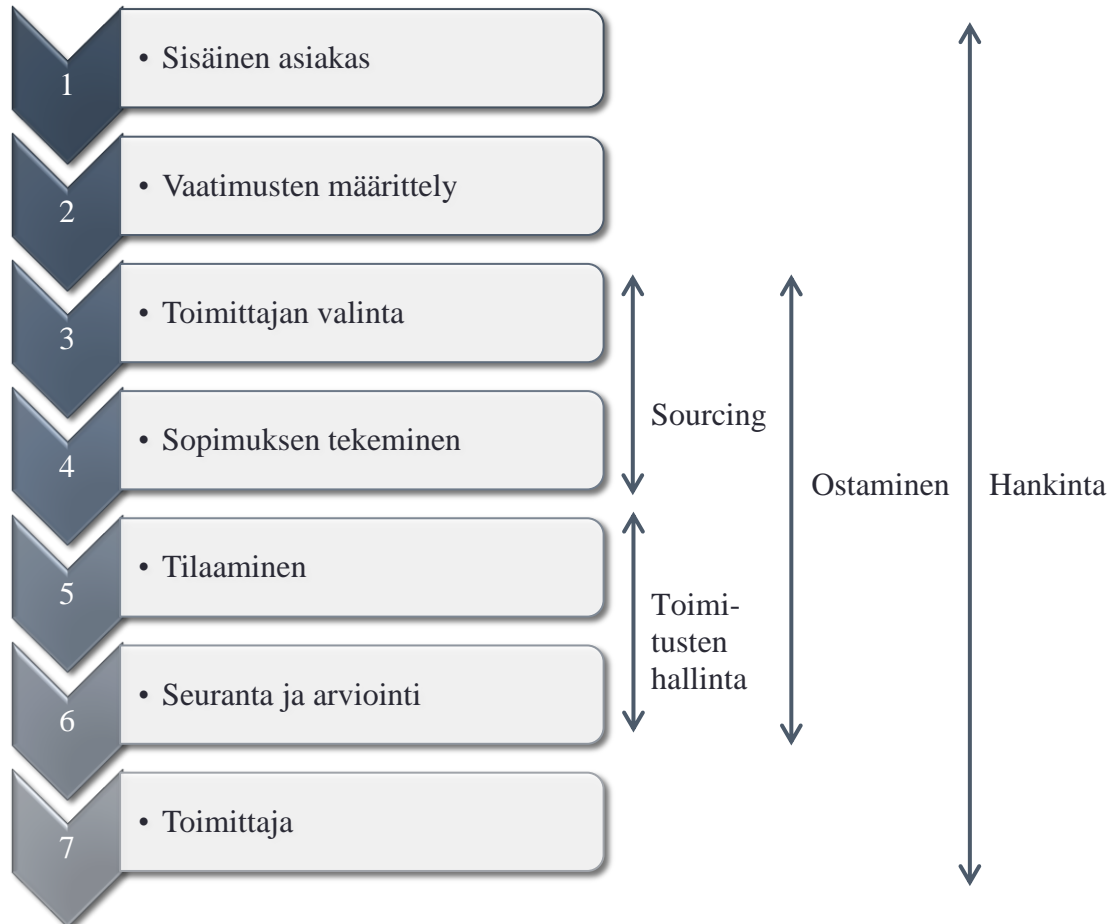 1
• Sisäinen asiakas
2
• Vaatimusten määrittely
3
• Toimittajan valinta
4
• Sopimuksen tekeminen
5
• Tilaaminen
6
• Seuranta ja arviointi
7
• Toimittaja
Sourcing
Toimi-
tusten
hallinta
Ostaminen
Hankinta